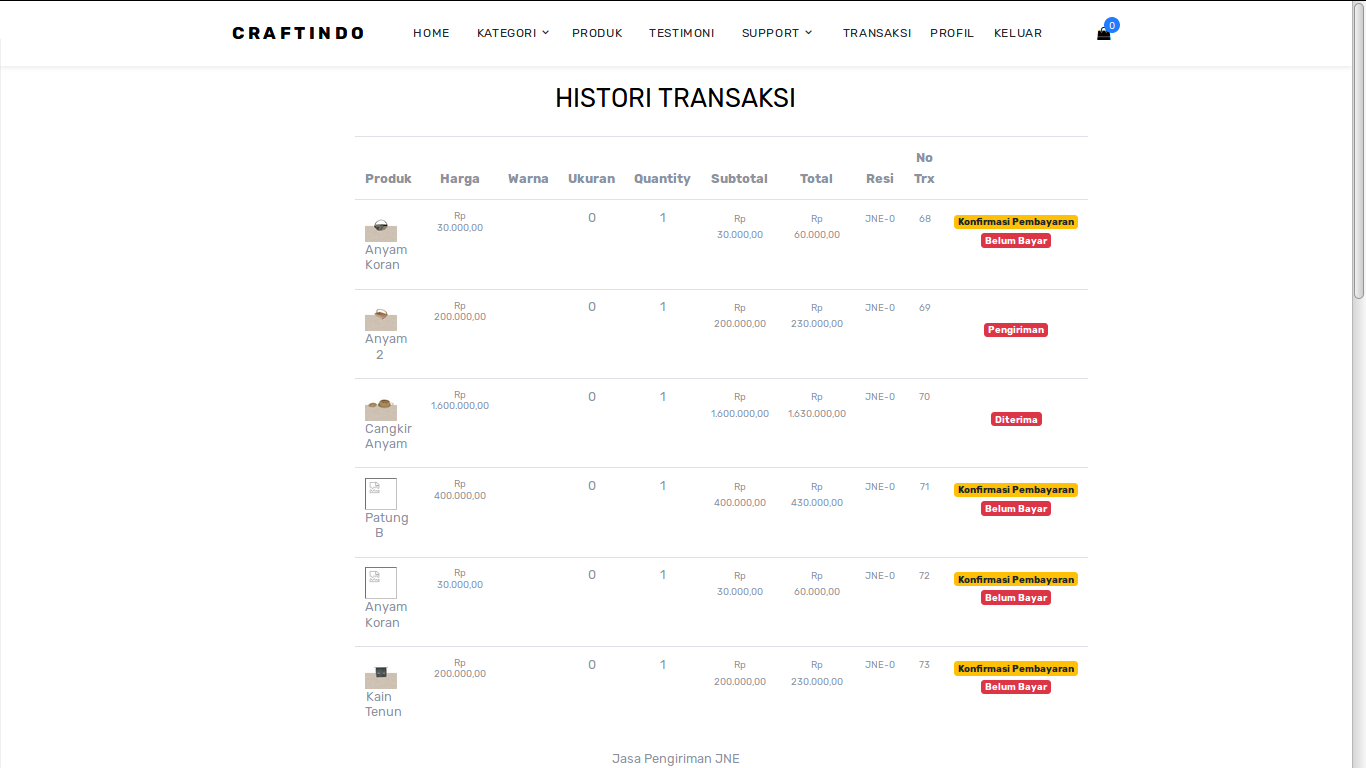 CRAFTINDO HOME KATEGORI PRODUK TESTIMONI SUPPORT TRANSAKSI PROFIL KELUAR 0
HISTORI TRANSAKSI
Produk Harga Warna Ukuran Quantity Subtotal Total Resi No Trx
Anyam Koran Rp 30.000,00 0 1 Rp 30.000,00 Rp 60.000,00 JNE-0 68 Konfirmasi Pembayaran Belum Bayar
Anyam 2 Rp 200.000,00 0 1 Rp 200.000,00 Rp 230.000,00 JNE-0 69 Pengiriman
Cangkir Anyam Rp 1.600.000,00 0 1 Rp 1.600.000,00 Rp 1.630.000,00 JNE-0 70 Diterima
Patung B Rp 400.000,00 0 1 Rp 400.000,00 Rp 430.000,00 JNE-0 71 Konfirmasi Pembayaran Belum Bayar
Anyam Koran Rp 30.000,00 0 1 Rp 30.000,00 Rp 60.000,00 JNE-0 72 Konfirmasi Pembayaran Belum Bayar
Kain Tenun Rp 200.000,00 0 1 Rp 200.000,00 Rp 230.000,00 JNE-0 73 Konfirmasi Pembayaran Belum Bayar
Jasa Pengiriman JNE